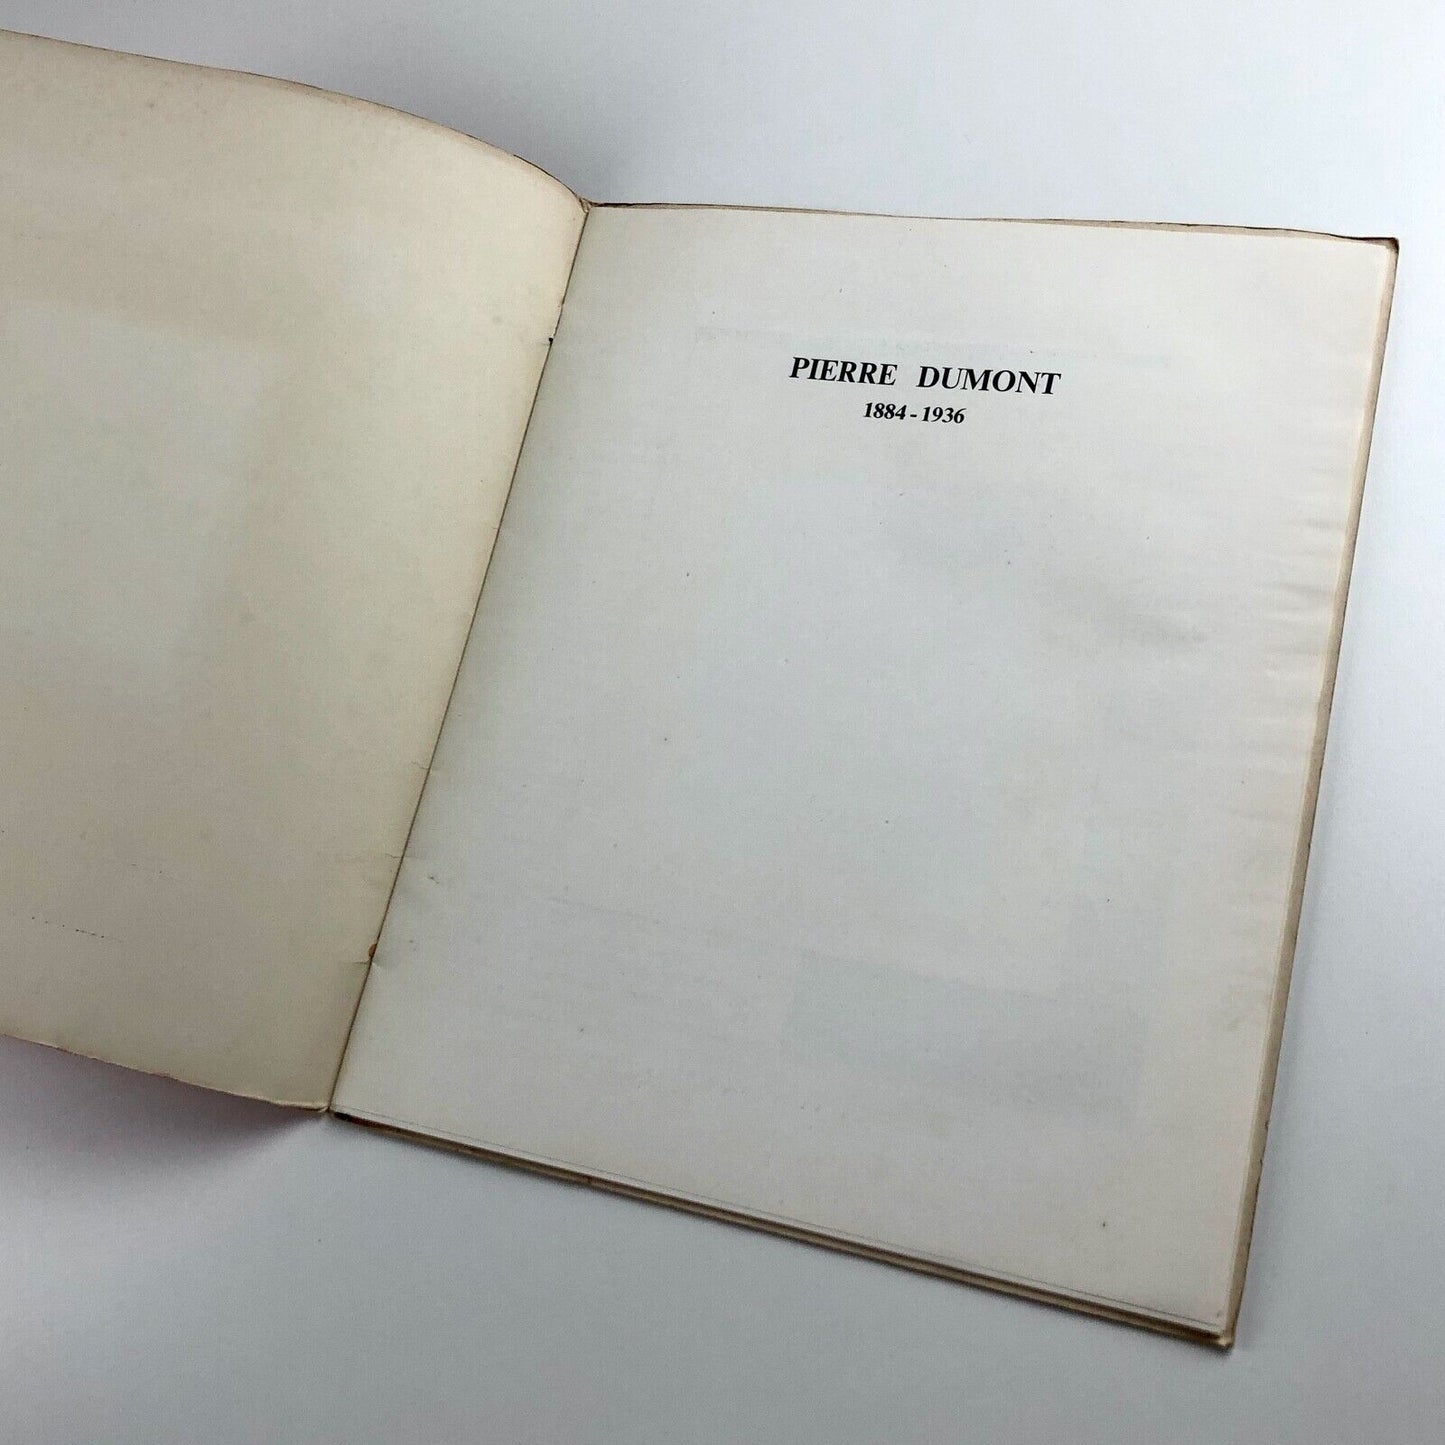 PIERRE DUMONT
1884 - 1936